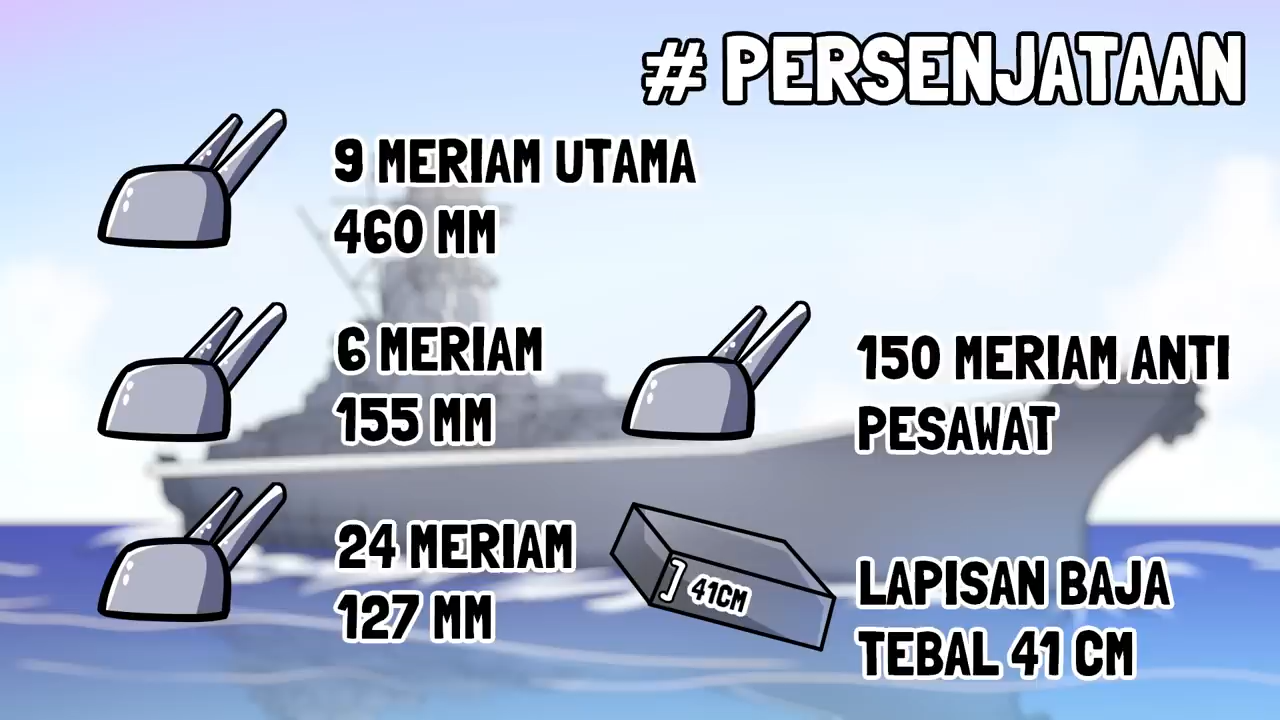 # PERSENJATAAN
9 MERIAM UTAMA
460 MM
6 MERIAM
155 MM
24 MERIAM
127 MM
150 MERIAM ANTI
PESAWAT
41CM
LAPISAN BAJA
TEBAL 41 CM